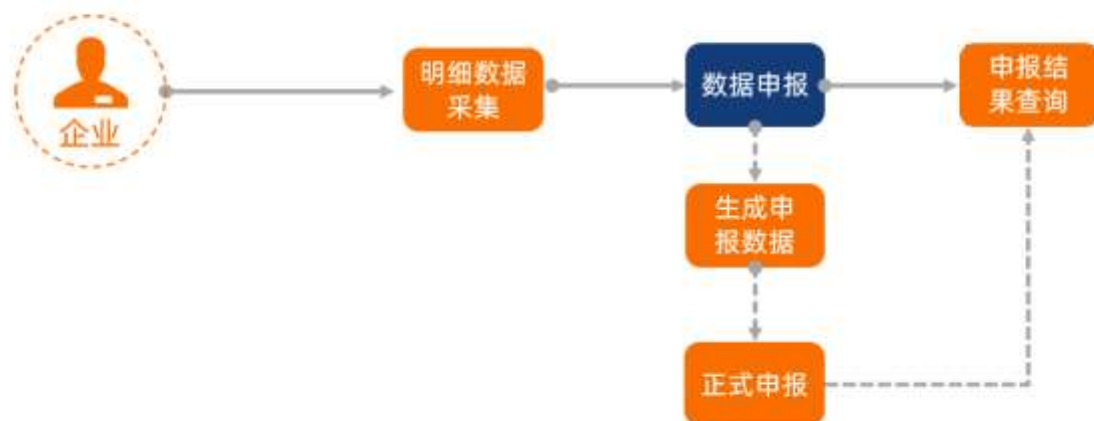 企业
明细数据
采集
数据申报
申报结
果查询
生成申
报数据
正式申报